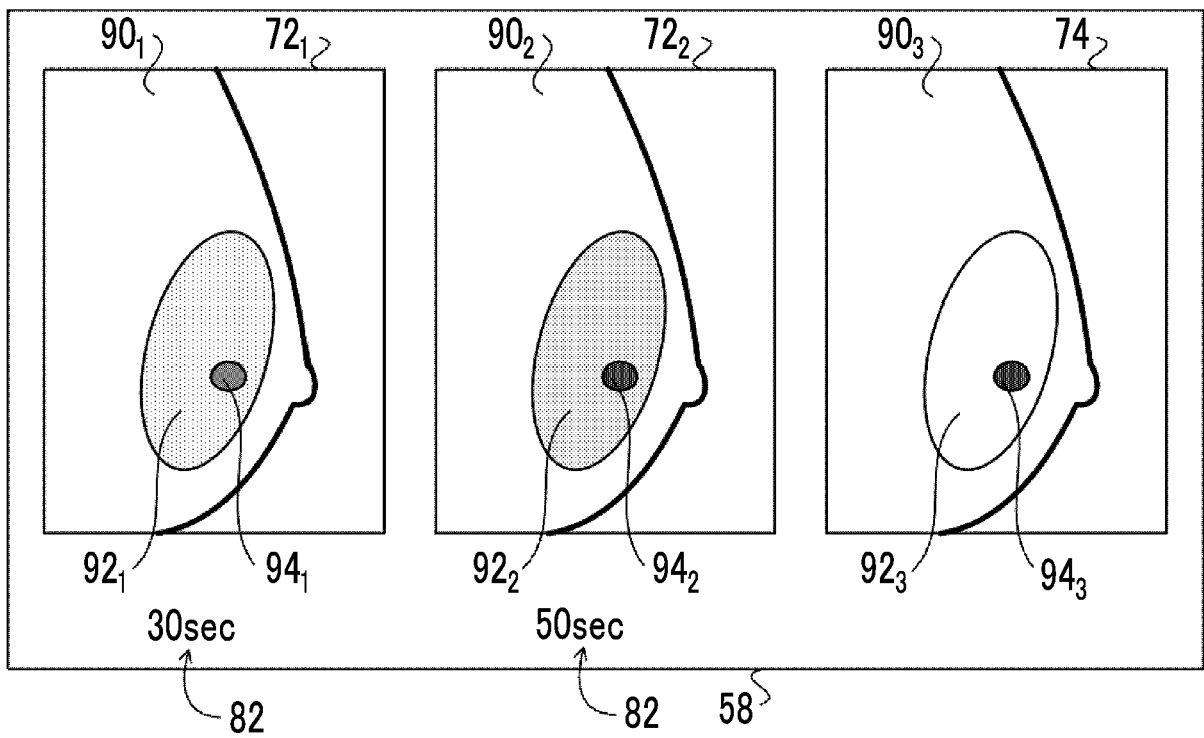 90₁ 72₁ 90₂ 72₂ 90₃ 74
92₁ 94₁ 92₂ 94₂ 92₃ 94₃
30sec 50sec
82 82 58